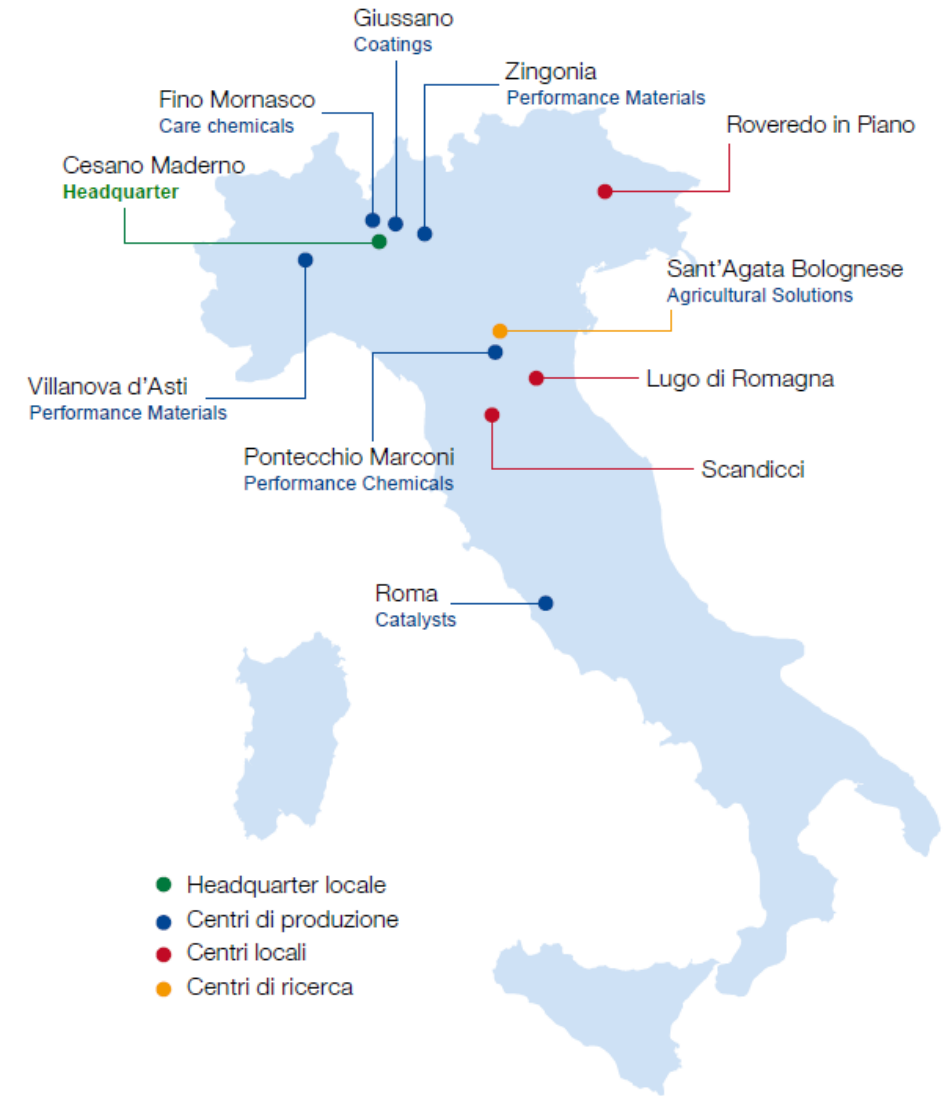 Giussano
Coatings
Zingonia
Performance Materials
Fino Mornasco
Care chemicals
Roveredo in Piano
Cesano Maderno
Headquarter
Sant'Agata Bolognese
Agricultural Solutions
Villanova d'Asti
Performance Materials
Lugo di Romagna
Pontecchio Marconi
Performance Chemicals
Scandicci
Roma
Catalysts
Headquarter locale
Centri di produzione
Centri locali
Centri di ricerca